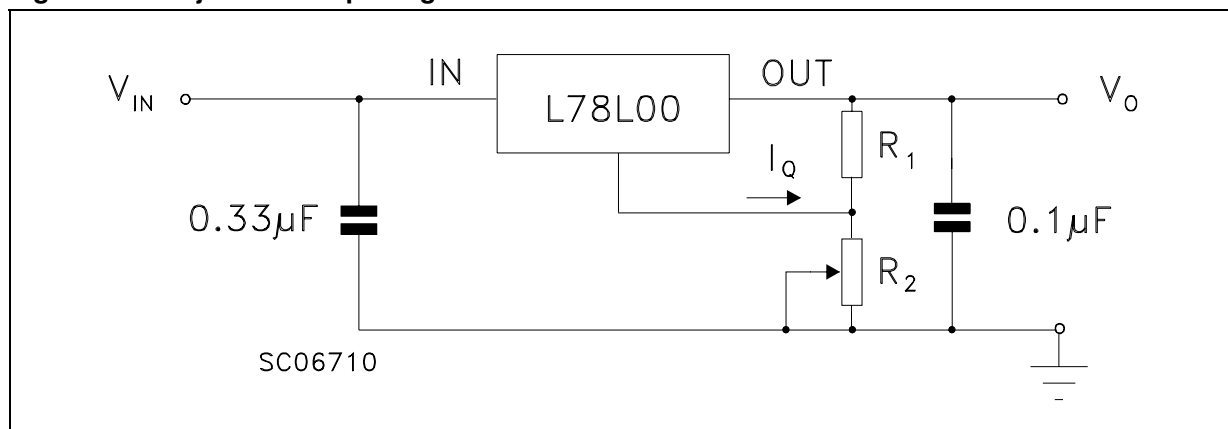 IN
OUT
V_IN
L78L00
V_O
R_1
I_Q
0.33µF
0.1µF
R_2
SC06710